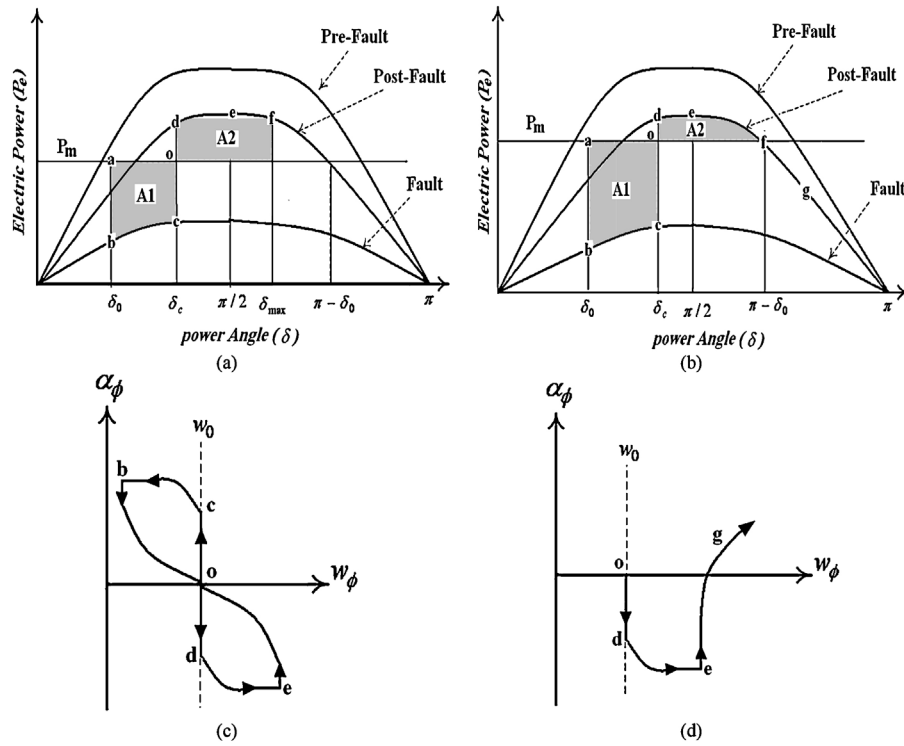 Electric Power (Pe)
Pre-Fault
Post-Fault
Fault
Pm
a
b
c
d
e
f
o
A1
A2
δ0
δc
π/2
δmax
π − δ0
π
power Angle (δ)
(a)
Electric Power (Pe)
Pre-Fault
Post-Fault
Fault
Pm
a
b
c
d
e
f
g
o
A1
A2
δ0
δc
π/2
π − δ0
π
power Angle (δ)
(b)
αϕ
w0
b
c
o
wϕ
d
e
(c)
αϕ
w0
g
o
wϕ
d
e
(d)